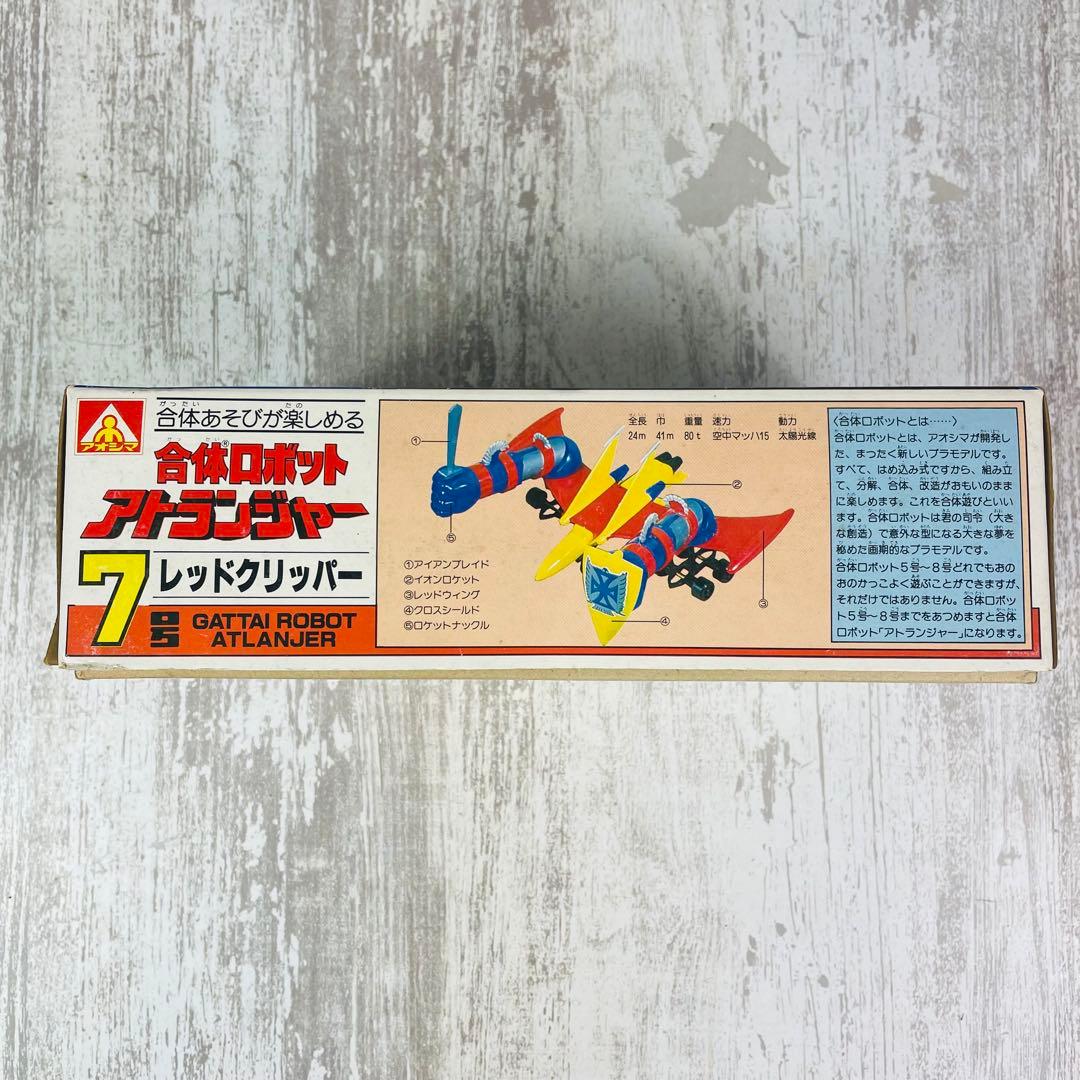 アオシマ
合体あそびが楽しめる
合体®ロボット
アトランジャー
7号
レッドクリッパー
GATTAI ROBOT
ATLANJER
①
②
③
④
⑤
①アイアンブレイド
②イオンロケット
③レッドウィング
④クロスシールド
⑤ロケットナックル
全長 巾 重量 速力 動力
24m 41m 80t 空中マッハ15 太陽光線
〈合体ロボットとは……〉
合体ロボットとは、アオシマが開発し
た、まったく新しいプラモデルです。
すべて、はめ込み式ですから、組み立
て、分解、合体、改造がおもいのまま
に楽しめます。これを合体遊びといい
ます。合体ロボットは君の司令（大き
な創造）で意外な型になる大きな夢を
秘めた画期的なプラモデルです。
合体ロボット5号〜8号どれでもおの
おのかっこよく遊ぶことができますが、
それだけではありません。合体ロボッ
ト5号〜8号までをあつめますと合体
ロボット「アトランジャー」になります。